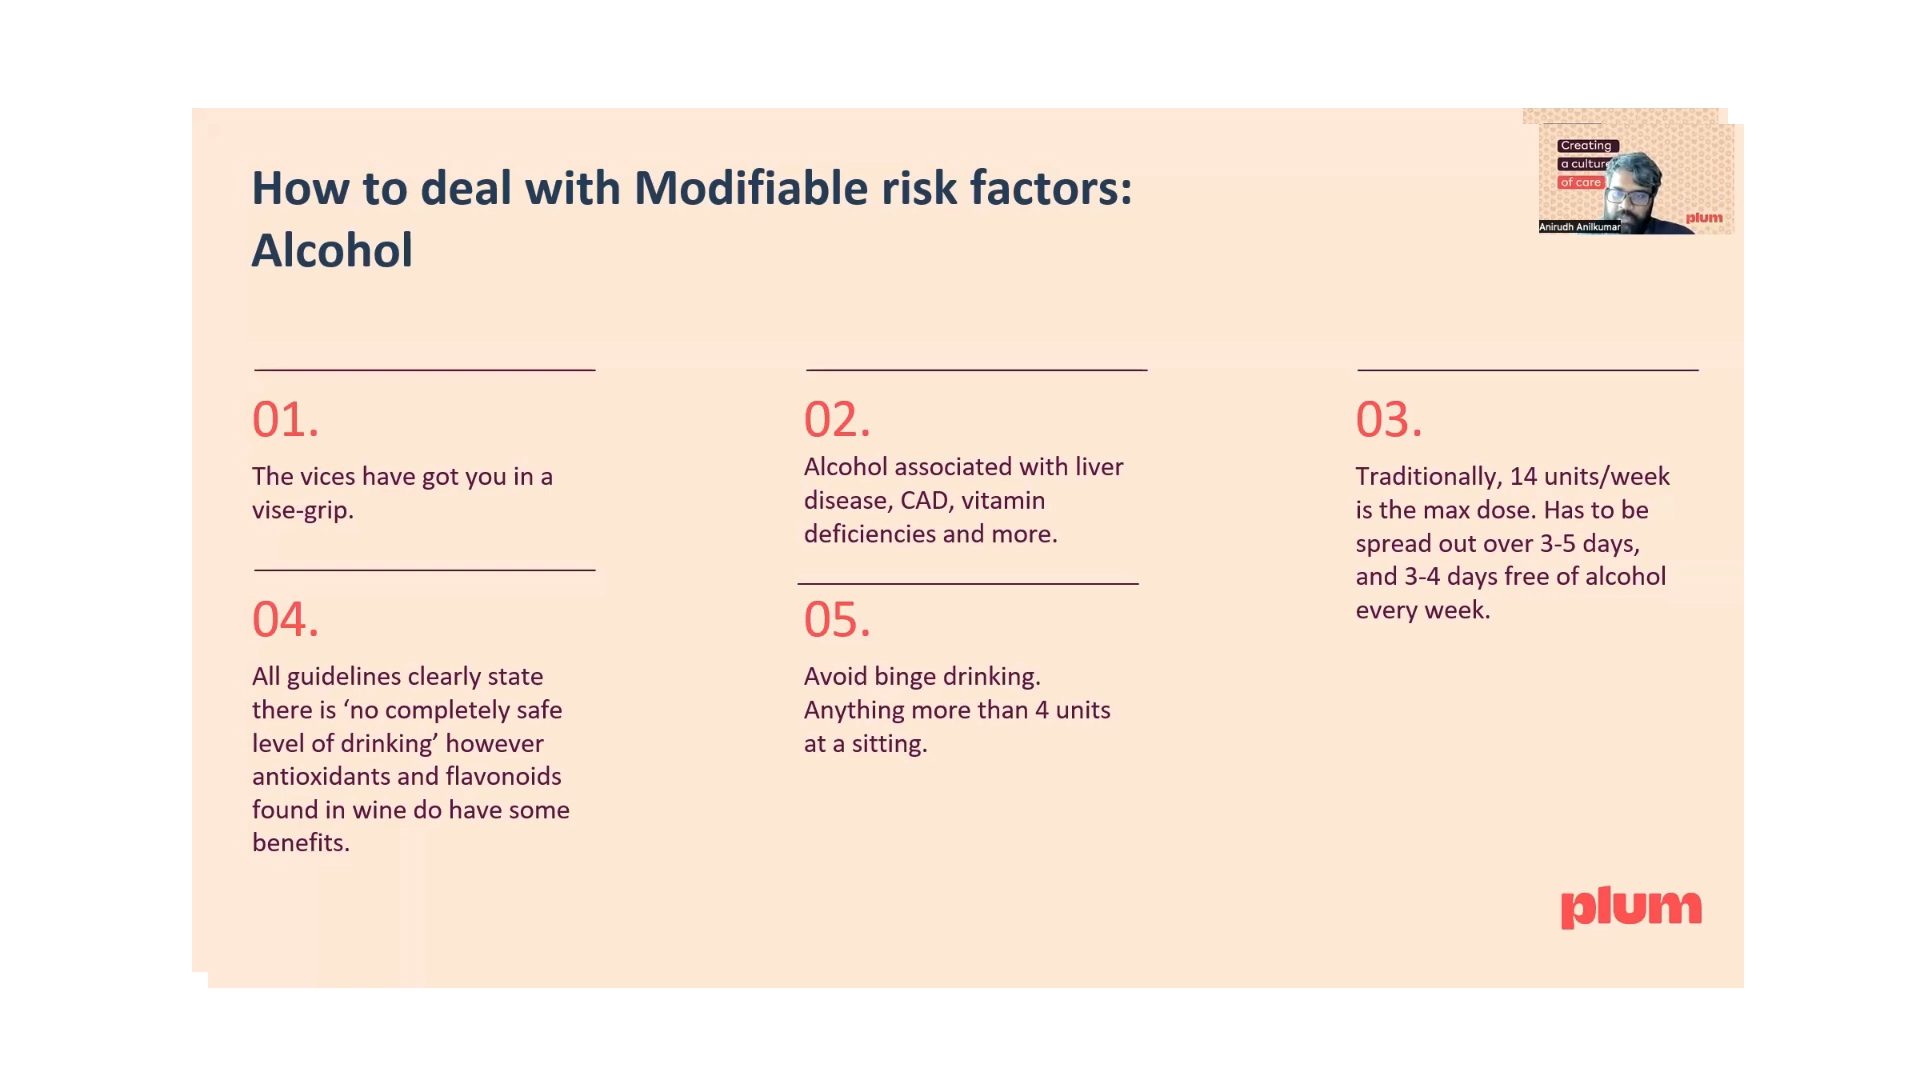 How to deal with Modifiable risk factors:
Alcohol
Creating
a culture
of care
plum
Anirudh Anilkumar
01.
The vices have got you in a
vise-grip.
02.
Alcohol associated with liver
disease, CAD, vitamin
deficiencies and more.
03.
Traditionally, 14 units/week
is the max dose. Has to be
spread out over 3-5 days,
and 3-4 days free of alcohol
every week.
04.
All guidelines clearly state
there is ‘no completely safe
level of drinking’ however
antioxidants and flavonoids
found in wine do have some
benefits.
05.
Avoid binge drinking.
Anything more than 4 units
at a sitting.
plum